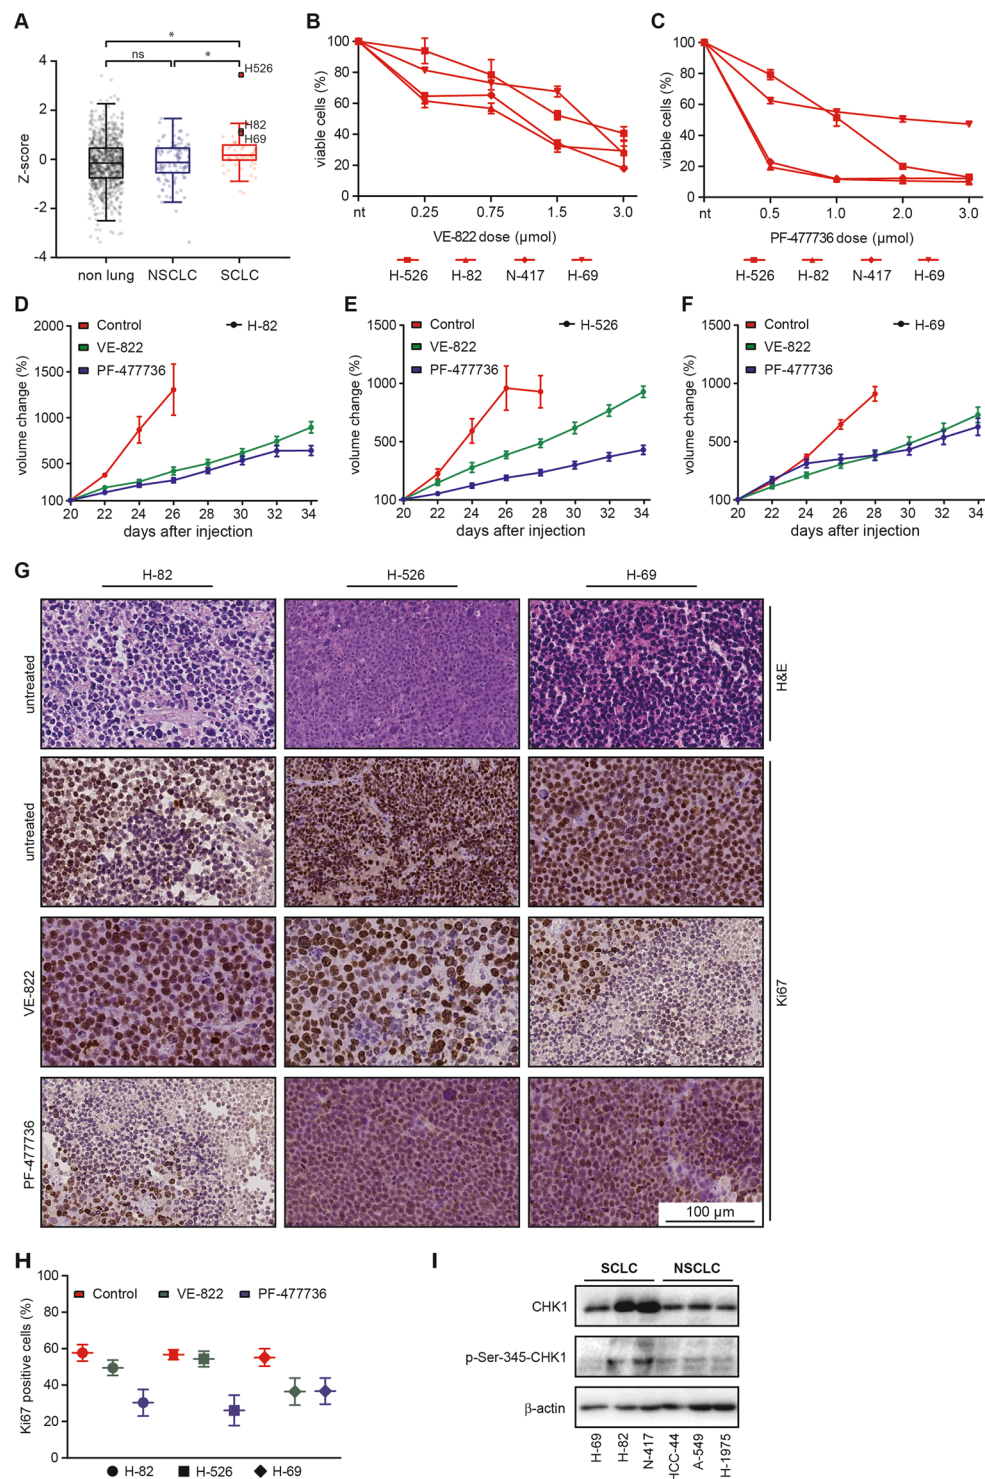 A
*
ns
*
H526
H82
H69
4
2
0
-2
-4
Z-score
non lung
NSCLC
SCLC
B
100
80
60
40
20
0
viable cells (%)
nt
0.25
0.75
1.5
3.0
VE-822 dose (μmol)
H-526
H-82
N-417
H-69
C
100
80
60
40
20
0
viable cells (%)
nt
0.5
1.0
2.0
3.0
PF-477736 dose (μmol)
H-526
H-82
N-417
H-69
D
2000
1500
1000
500
100
volume change (%)
Control
VE-822
PF-477736
H-82
20 22 24 26 28 30 32 34
days after injection
E
1500
1000
500
100
volume change (%)
Control
VE-822
PF-477736
H-526
20 22 24 26 28 30 32 34
days after injection
F
1500
1000
500
100
volume change (%)
Control
VE-822
PF-477736
H-69
20 22 24 26 28 30 32 34
days after injection
G
H-82
H-526
H-69
untreated
H&E
untreated
VE-822
PF-477736
Ki67
100 μm
H
100
80
60
40
20
0
Ki67 positive cells (%)
Control
VE-822
PF-477736
H-82
H-526
H-69
I
SCLC
NSCLC
CHK1
p-Ser-345-CHK1
β-actin
H-69
H-82
N-417
HCC-44
A-549
H-1975